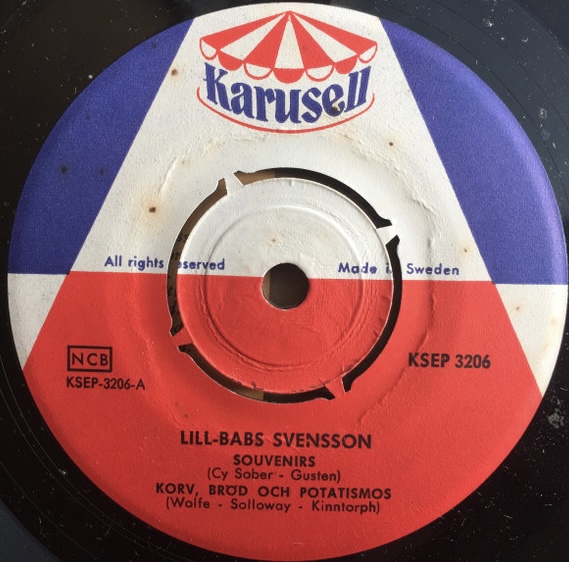 Karusell
All rights reserved
Made in Sweden
NCB
KSEP-3206-A
KSEP 3206
LILL-BABS SVENSSON
SOUVENIRS
(Cy Sober - Gusten)
KORV, BRÖD OCH POTATISMOS
(Wolfe - Solloway - Kinntorph)